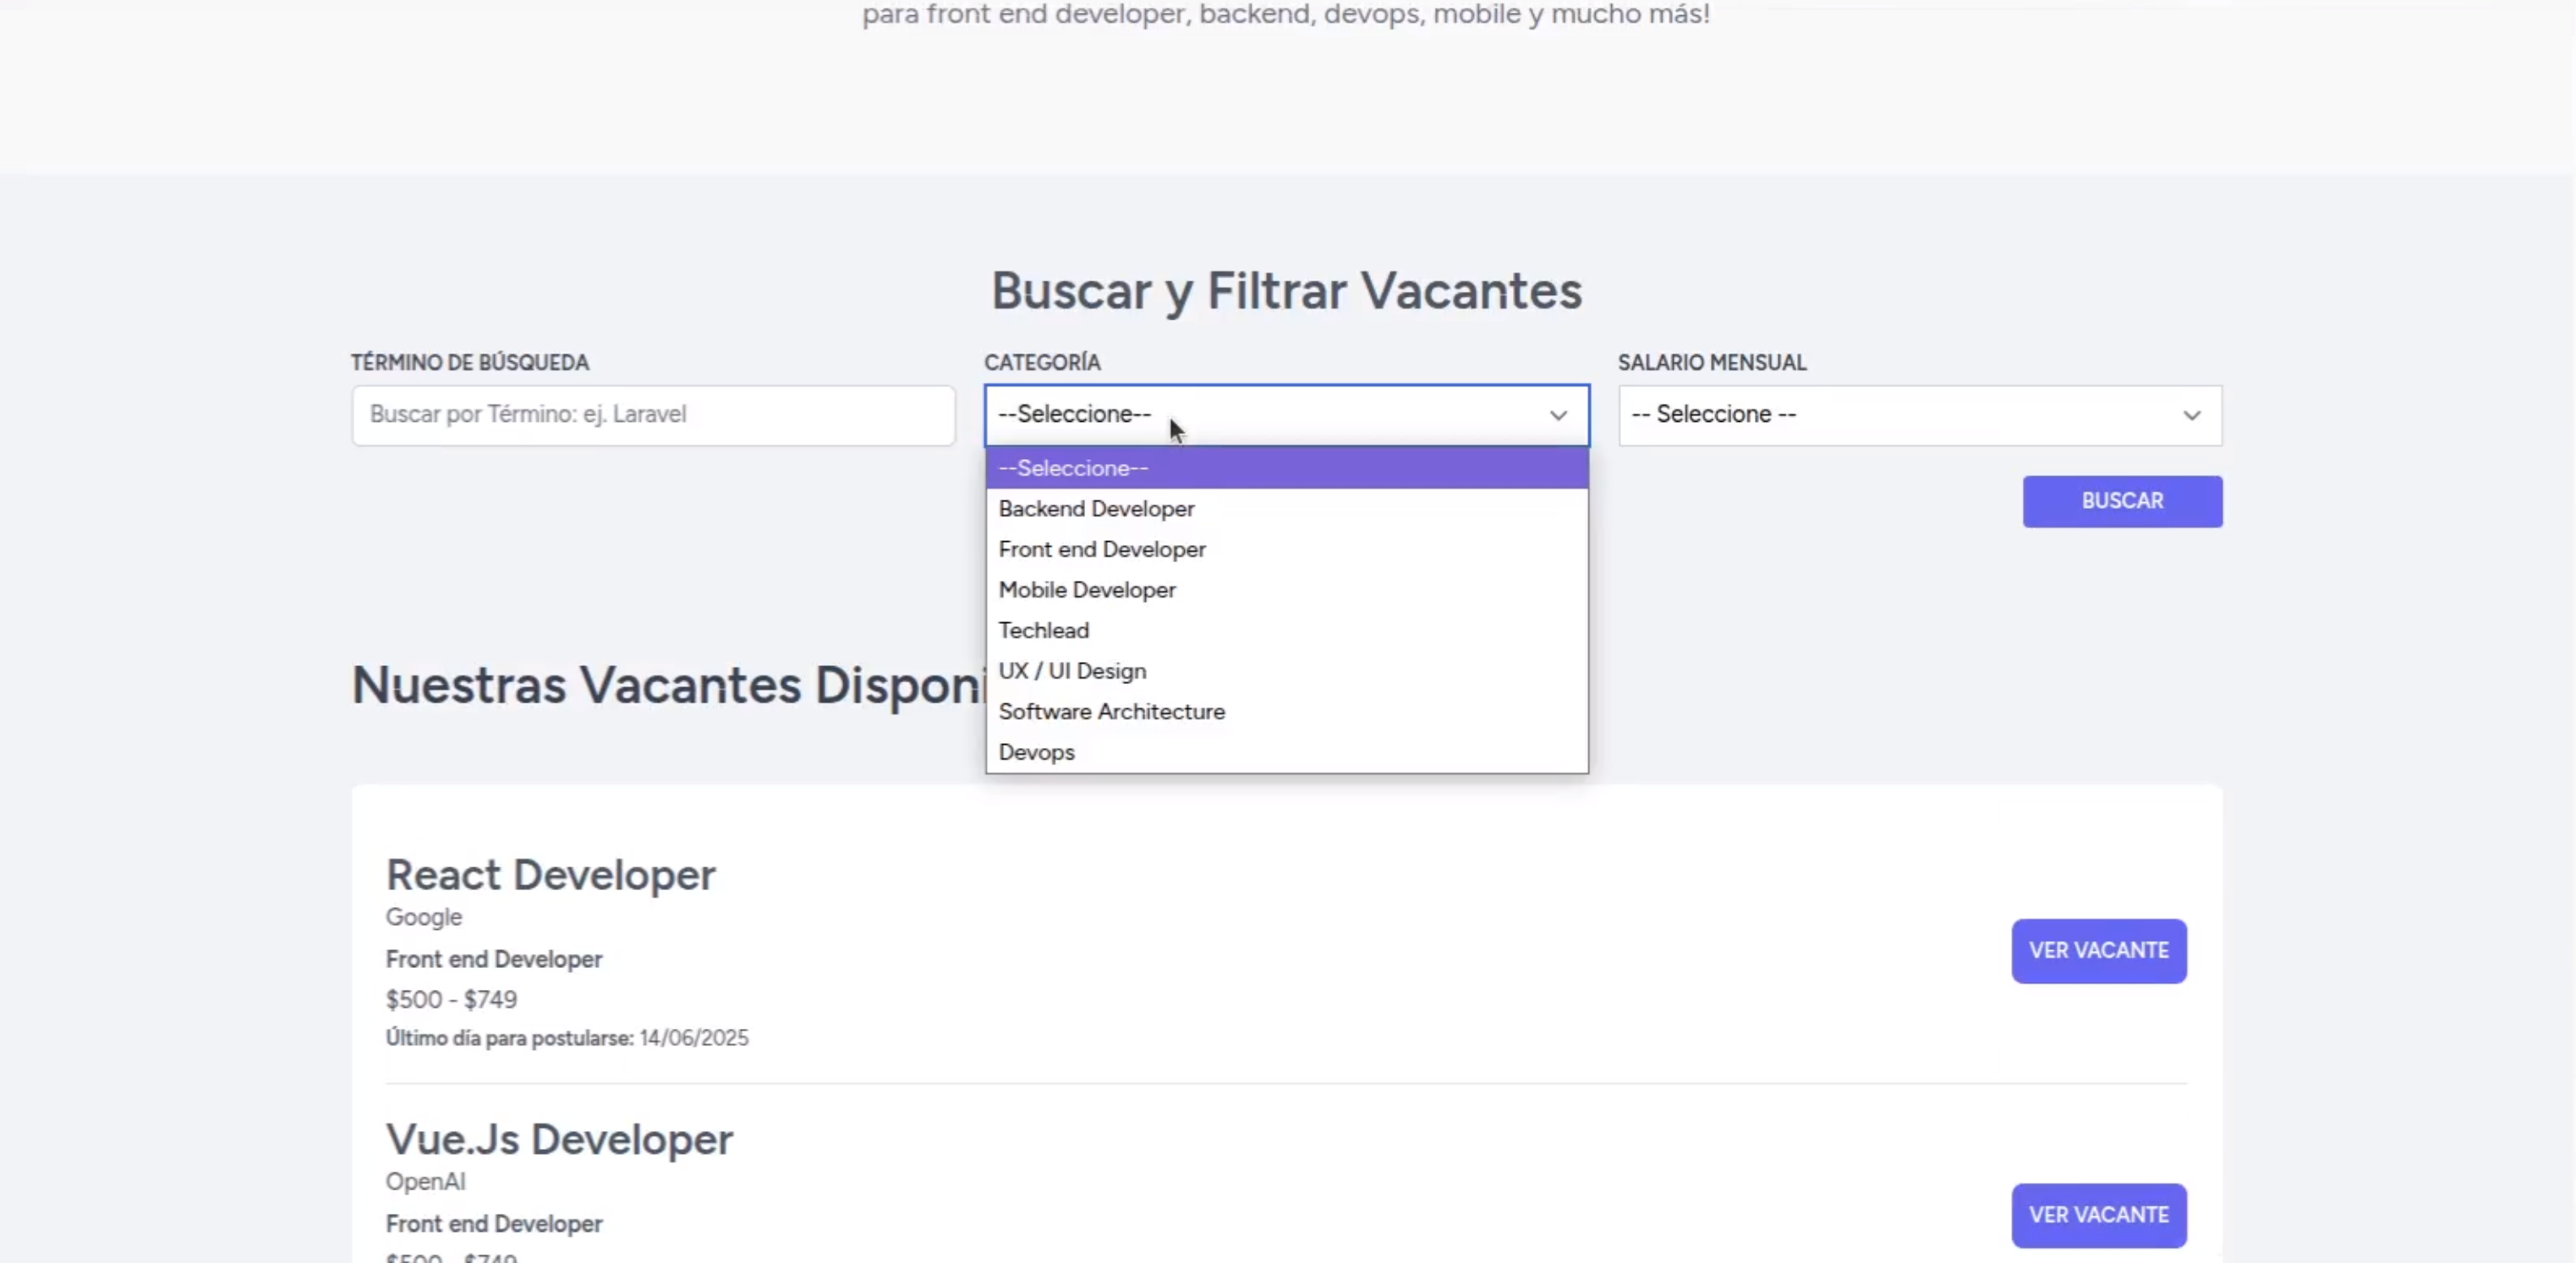 para front end developer, backend, devops, mobile y mucho más!
Buscar y Filtrar Vacantes
TÉRMINO DE BÚSQUEDA
Buscar por Término: ej. Laravel
CATEGORÍA
--Seleccione--
SALARIO MENSUAL
-- Seleccione --
--Seleccione--
Backend Developer
Front end Developer
Mobile Developer
Techlead
UX / UI Design
Software Architecture
Devops
BUSCAR
Nuestras Vacantes Disponi
React Developer
Google
Front end Developer
$500 - $749
Último día para postularse: 14/06/2025
VER VACANTE
Vue.Js Developer
OpenAI
Front end Developer
$500 - $749
VER VACANTE